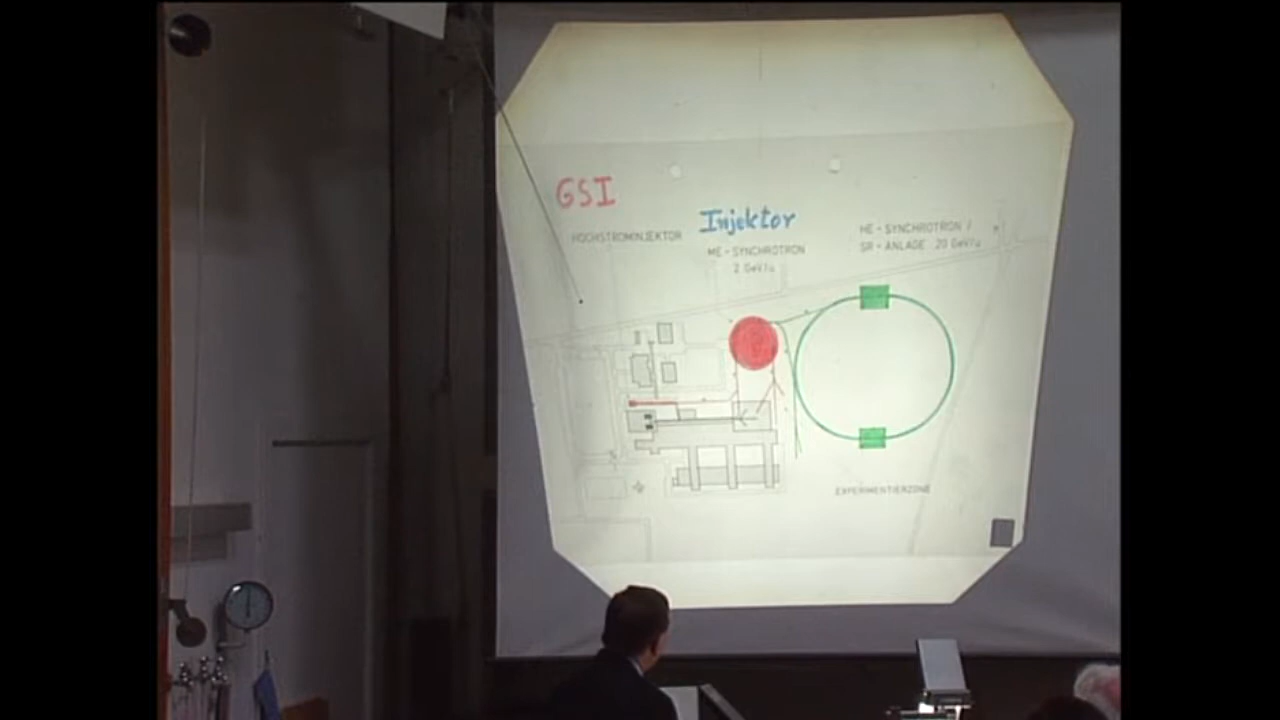 GSI
Injektor
HOCHSTROMINJEKTOR
ME - SYNCHROTRON
2 GeV/u
HE - SYNCHROTRON /
SR - ANLAGE 20 GeV/u
EXPERIMENTIERZONE